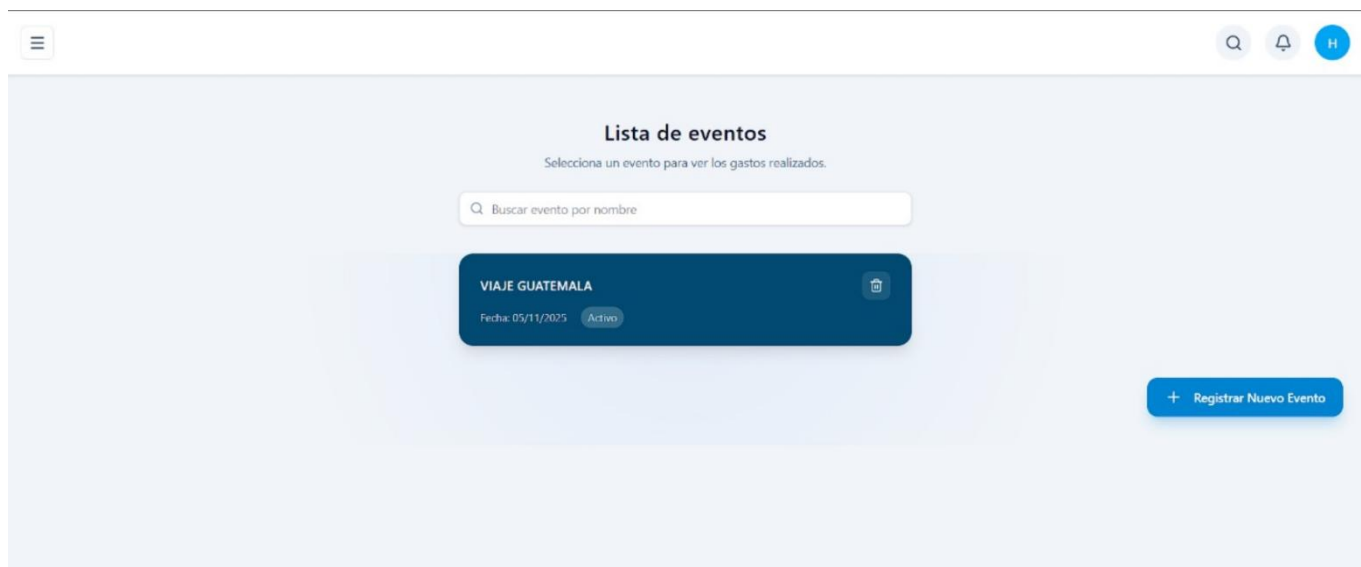 H
Lista de eventos
Selecciona un evento para ver los gastos realizados.
Buscar evento por nombre
VIAJE GUATEMALA
Fecha: 05/11/2025 Activo
+ Registrar Nuevo Evento